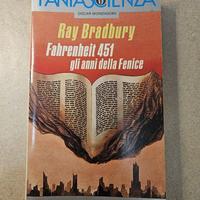 FANTASCIENZA
OSCAR MONDADORI
Ray Bradbury
Fahrenheit 451
gli anni della Fenice